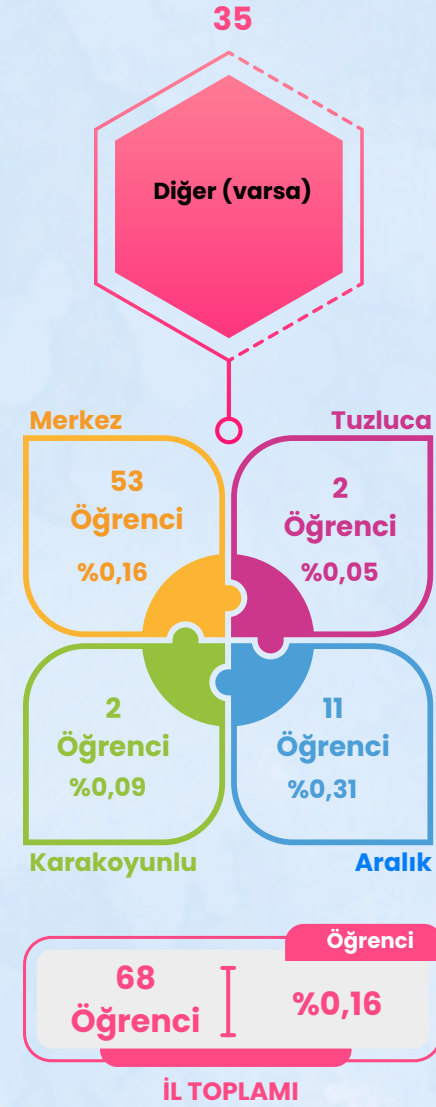 35
Diğer (varsa)
Merkez
Tuzluca
53
Öğrenci
%0,16
2
Öğrenci
%0,05
2
Öğrenci
%0,09
11
Öğrenci
%0,31
Karakoyunlu
Aralık
Öğrenci
68
Öğrenci
%0,16
İL TOPLAMI